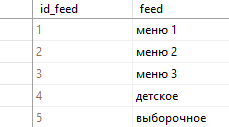 id_feed feed
1 меню 1
2 меню 2
3 меню 3
4 детское
5 выборочное